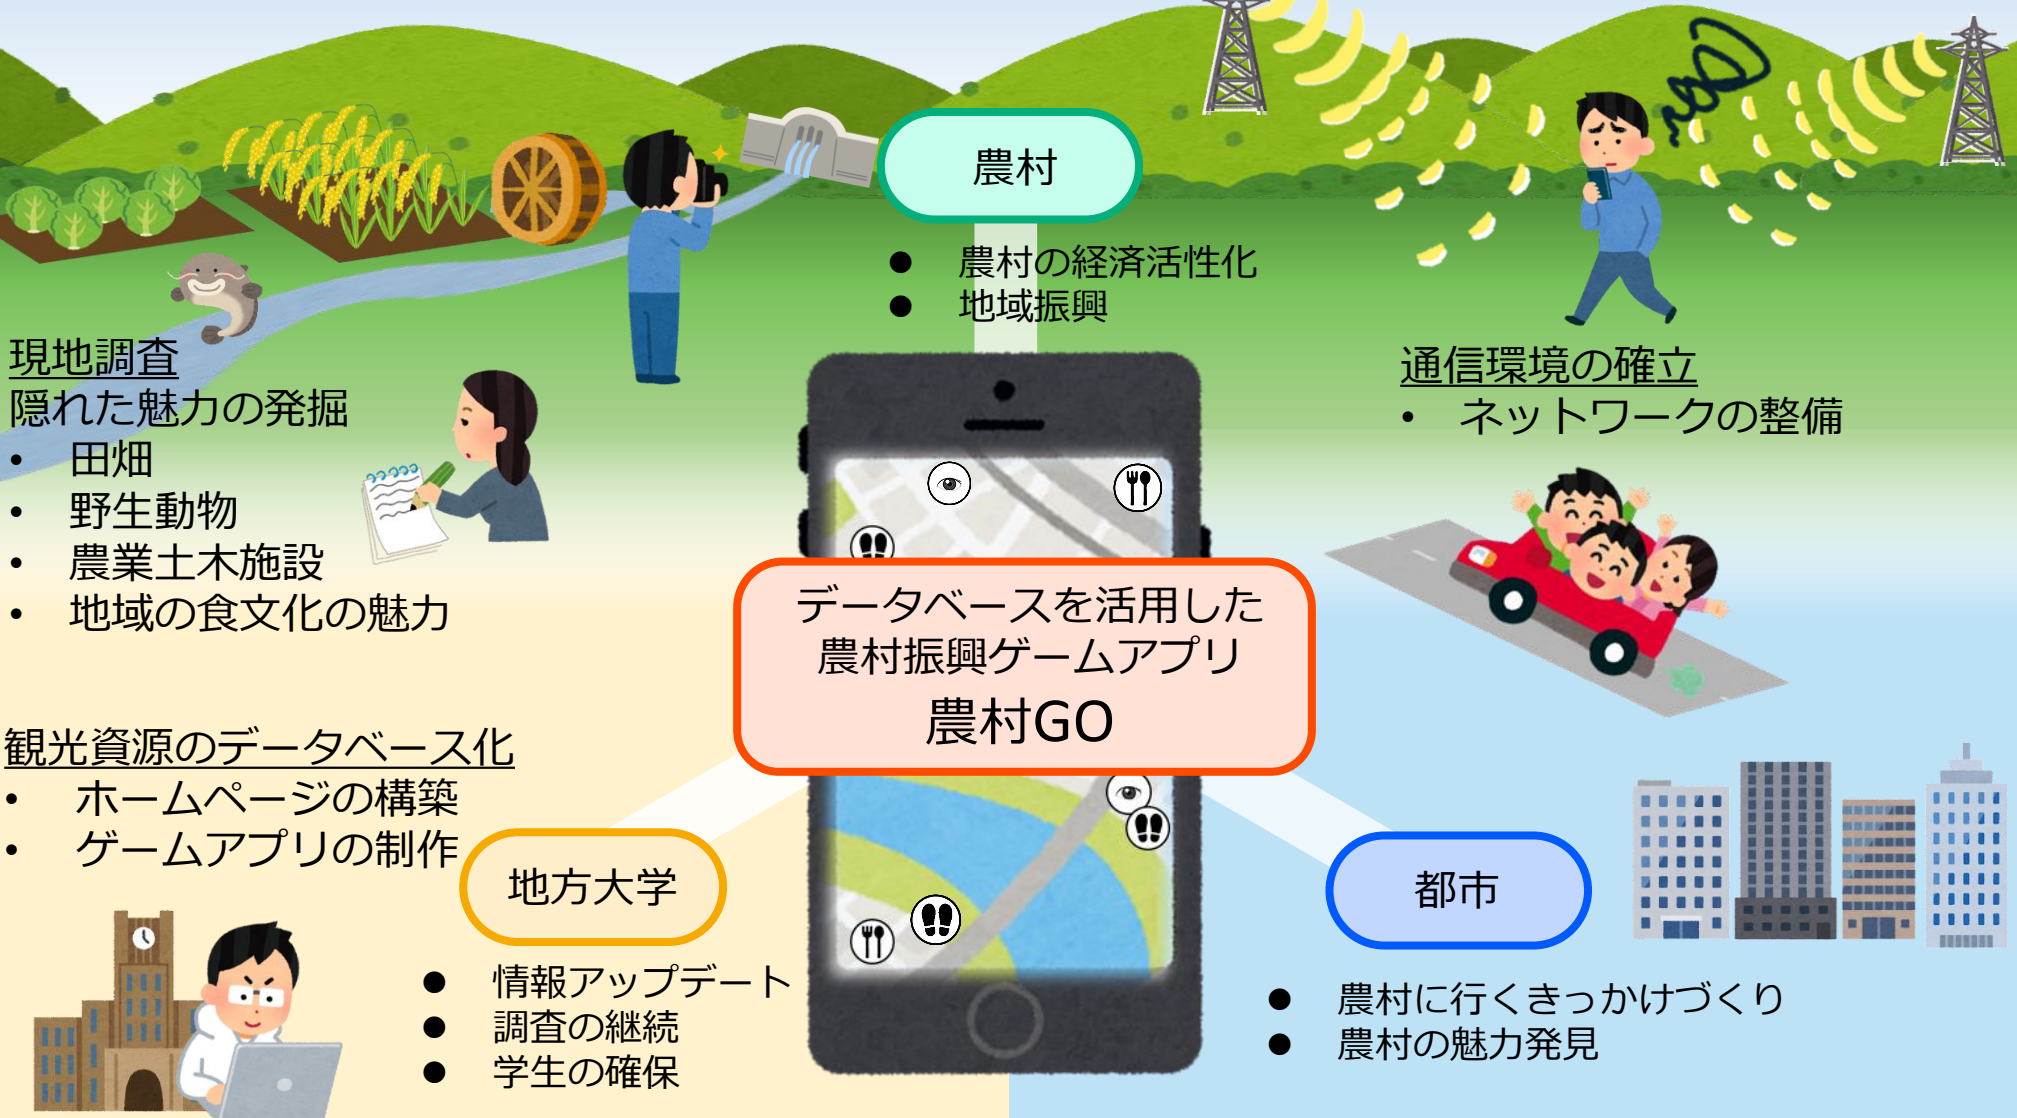 農村
● 農村の経済活性化
● 地域振興
現地調査
隠れた魅力の発掘
• 田畑
• 野生動物
• 農業土木施設
• 地域の食文化の魅力
通信環境の確立
• ネットワークの整備
データベースを活用した
農村振興ゲームアプリ
農村GO
観光資源のデータベース化
• ホームページの構築
• ゲームアプリの制作
地方大学
● 情報アップデート
● 調査の継続
● 学生の確保
都市
● 農村に行くきっかけづくり
● 農村の魅力発見